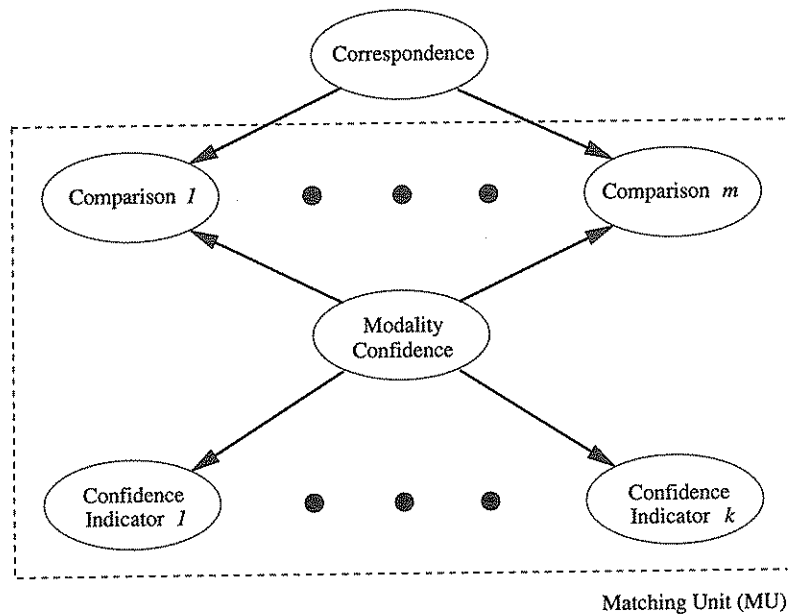 Correspondence
Comparison 1
Comparison m
Modality
Confidence
Confidence
Indicator 1
Confidence
Indicator k
Matching Unit (MU)